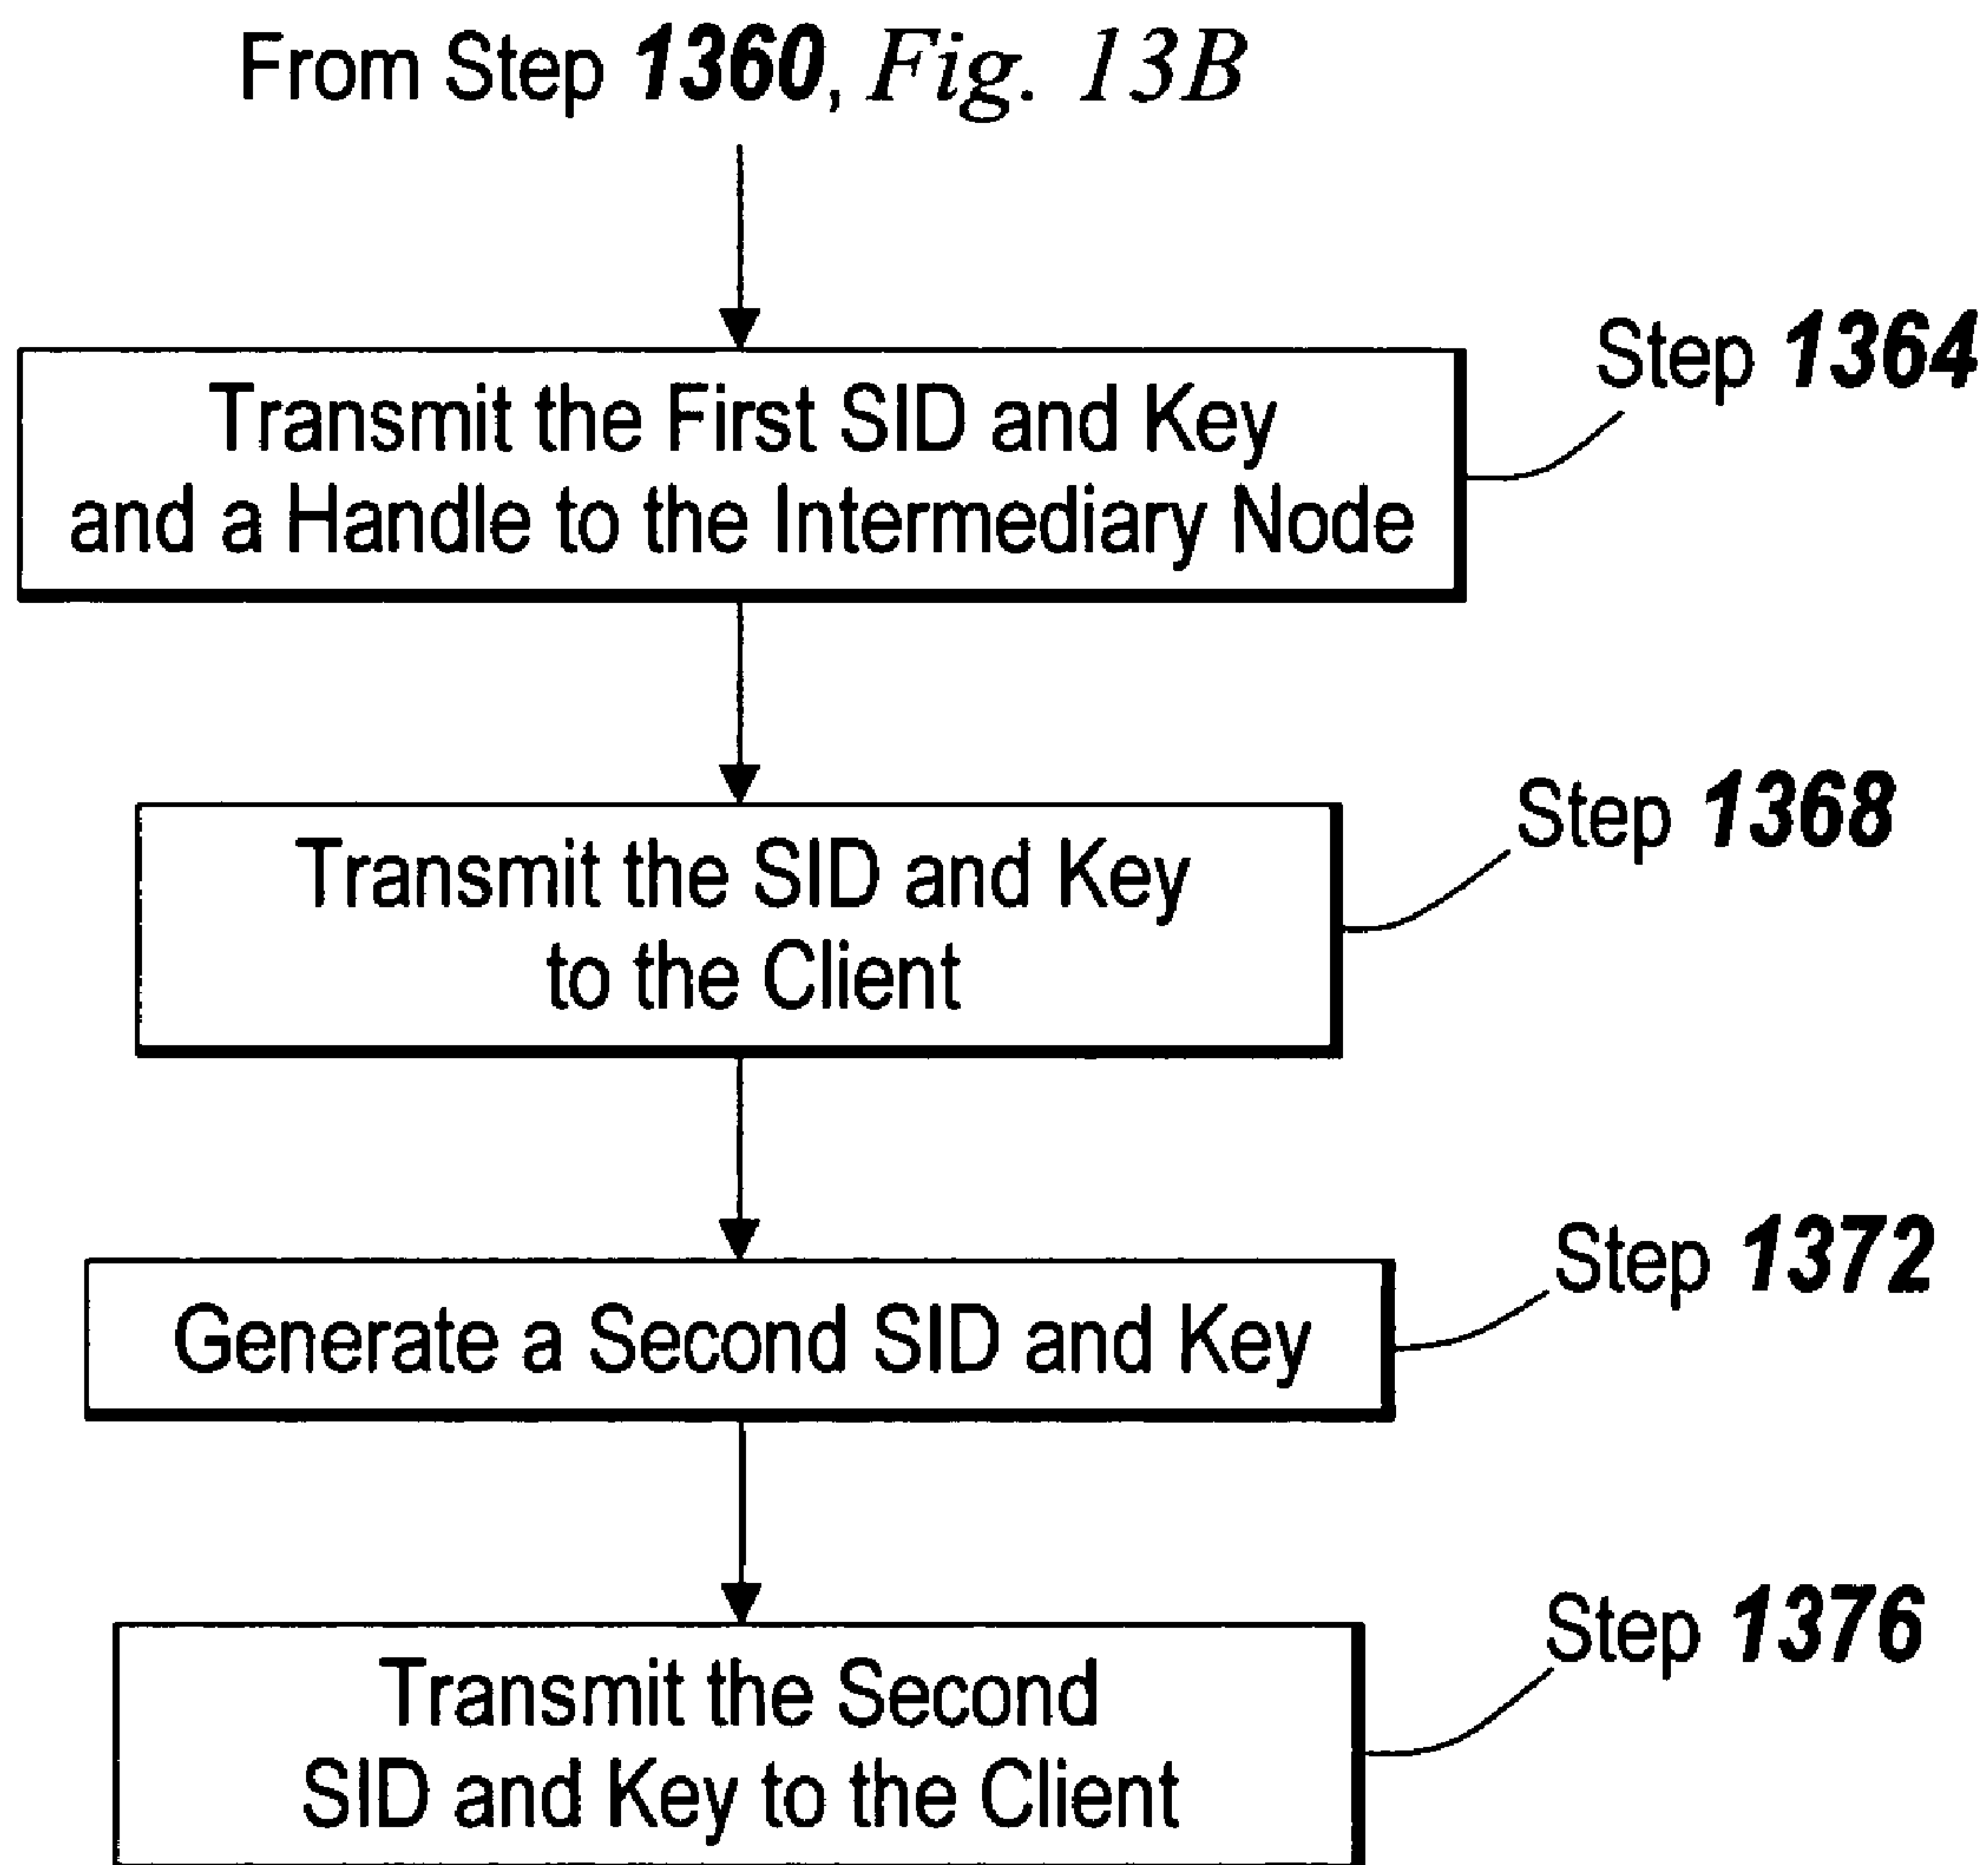 From Step 1360, Fig. 13B
Step 1364
Transmit the First SID and Key
and a Handle to the Intermediary Node
Step 1368
Transmit the SID and Key
to the Client
Step 1372
Generate a Second SID and Key
Step 1376
Transmit the Second
SID and Key to the Client